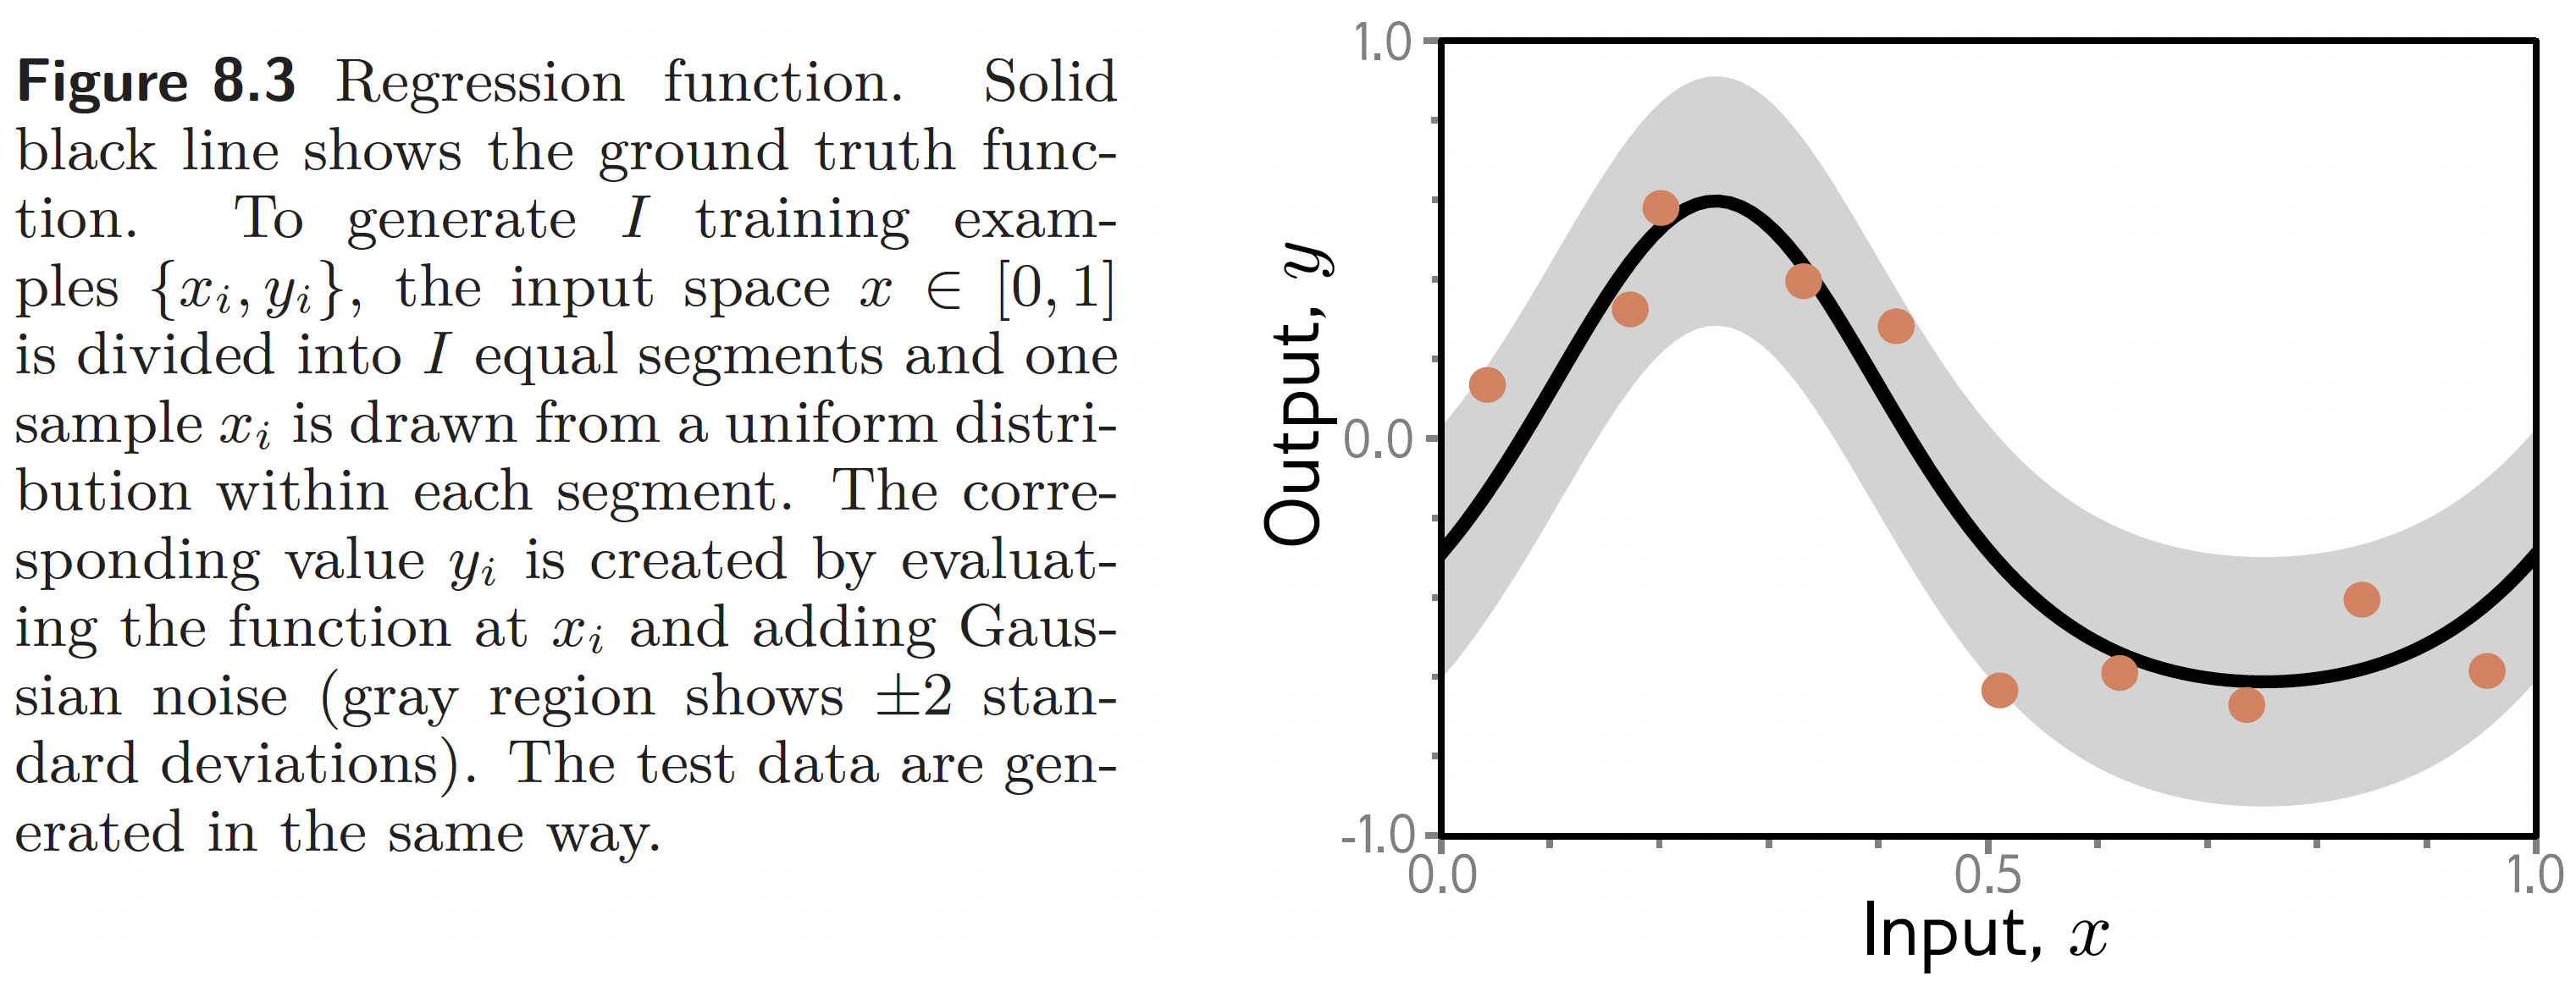 Figure 8.3 Regression function. Solid
black line shows the ground truth func-
tion. To generate I training exam-
ples {xᵢ, yᵢ}, the input space x ∈ [0, 1]
is divided into I equal segments and one
sample xᵢ is drawn from a uniform distri-
bution within each segment. The corre-
sponding value yᵢ is created by evaluat-
ing the function at xᵢ and adding Gaus-
sian noise (gray region shows ±2 stan-
dard deviations). The test data are gen-
erated in the same way.
1.0
0.0
-1.0
Output, y
0.0 0.5 1.0
Input, x